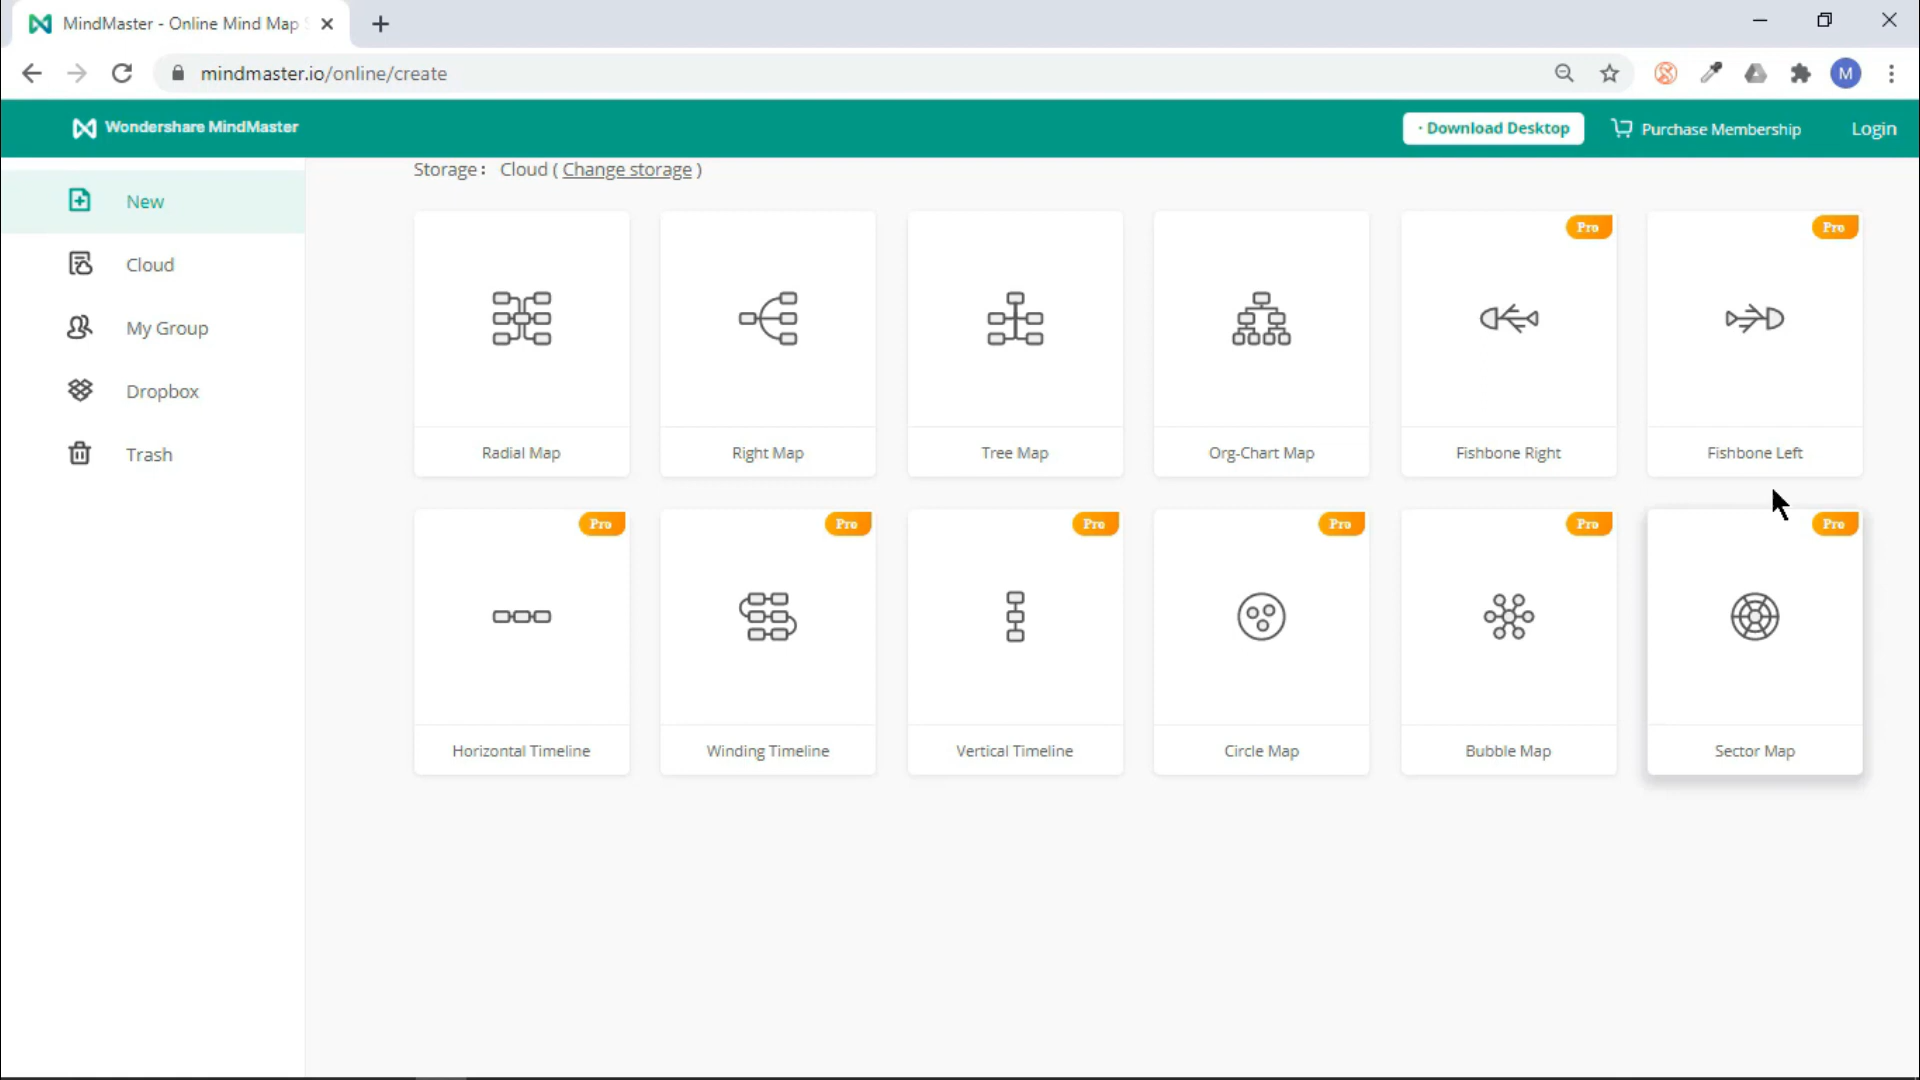 MindMaster - Online Mind Map
mindmaster.io/online/create
M
Wondershare MindMaster
· Download Desktop
Purchase Membership
Login
Storage: Cloud ( Change storage )
New
Cloud
My Group
Dropbox
Trash
Pro
Pro
Radial Map
Right Map
Tree Map
Org-Chart Map
Fishbone Right
Fishbone Left
Pro
Pro
Pro
Pro
Pro
Pro
Horizontal Timeline
Winding Timeline
Vertical Timeline
Circle Map
Bubble Map
Sector Map